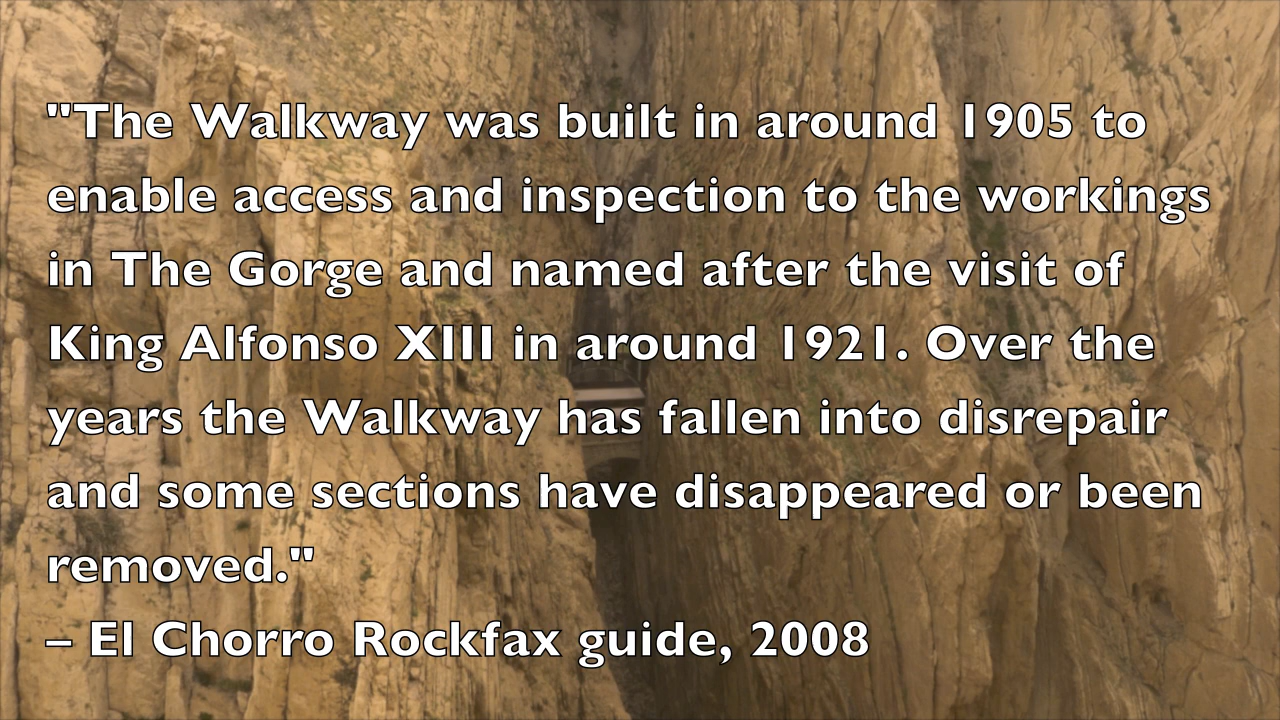 "The Walkway was built in around 1905 to
enable access and inspection to the workings
in The Gorge and named after the visit of
King Alfonso XIII in around 1921. Over the
years the Walkway has fallen into disrepair
and some sections have disappeared or been
removed."
– El Chorro Rockfax guide, 2008